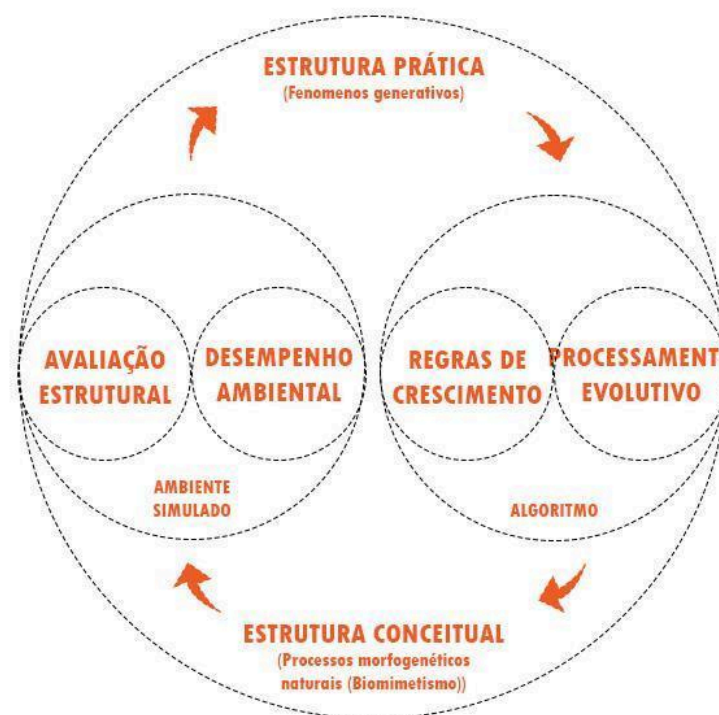 ESTRUTURA PRÁTICA
(Fenomenos generativos)
AVALIAÇÃO
ESTRUTURAL
DESEMPENHO
AMBIENTAL
REGRAS DE
CRESCIMENTO
PROCESSAMENT
EVOLUTIVO
AMBIENTE
SIMULADO
ALGORITMO
ESTRUTURA CONCEITUAL
(Processos morfogenéticos
naturais (Biomimetismo))